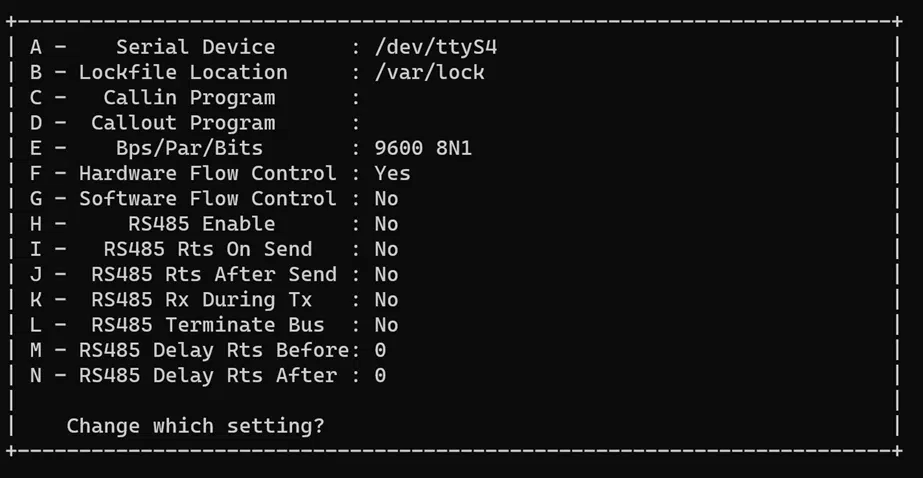 A -    Serial Device      : /dev/ttyS4
B - Lockfile Location     : /var/lock
C -   Callin Program      :
D -  Callout Program      :
E -    Bps/Par/Bits       : 9600 8N1
F - Hardware Flow Control : Yes
G - Software Flow Control : No
H -     RS485 Enable      : No
I -   RS485 Rts On Send   : No
J -  RS485 Rts After Send : No
K -  RS485 Rx During Tx   : No
L -  RS485 Terminate Bus  : No
M - RS485 Delay Rts Before: 0
N - RS485 Delay Rts After : 0
Change which setting?